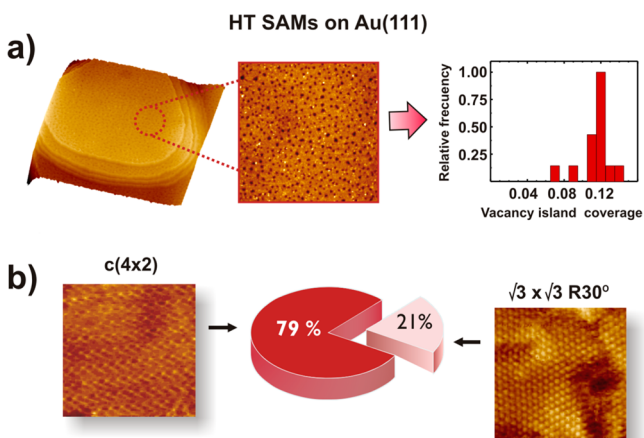 HT SAMs on Au(111)
a)
Relative frecuency
1.00
0.75
0.50
0.25
0.04 0.08 0.12
Vacancy island coverage
b)
c(4x2)
79 %
21%
√3 x √3 R30º